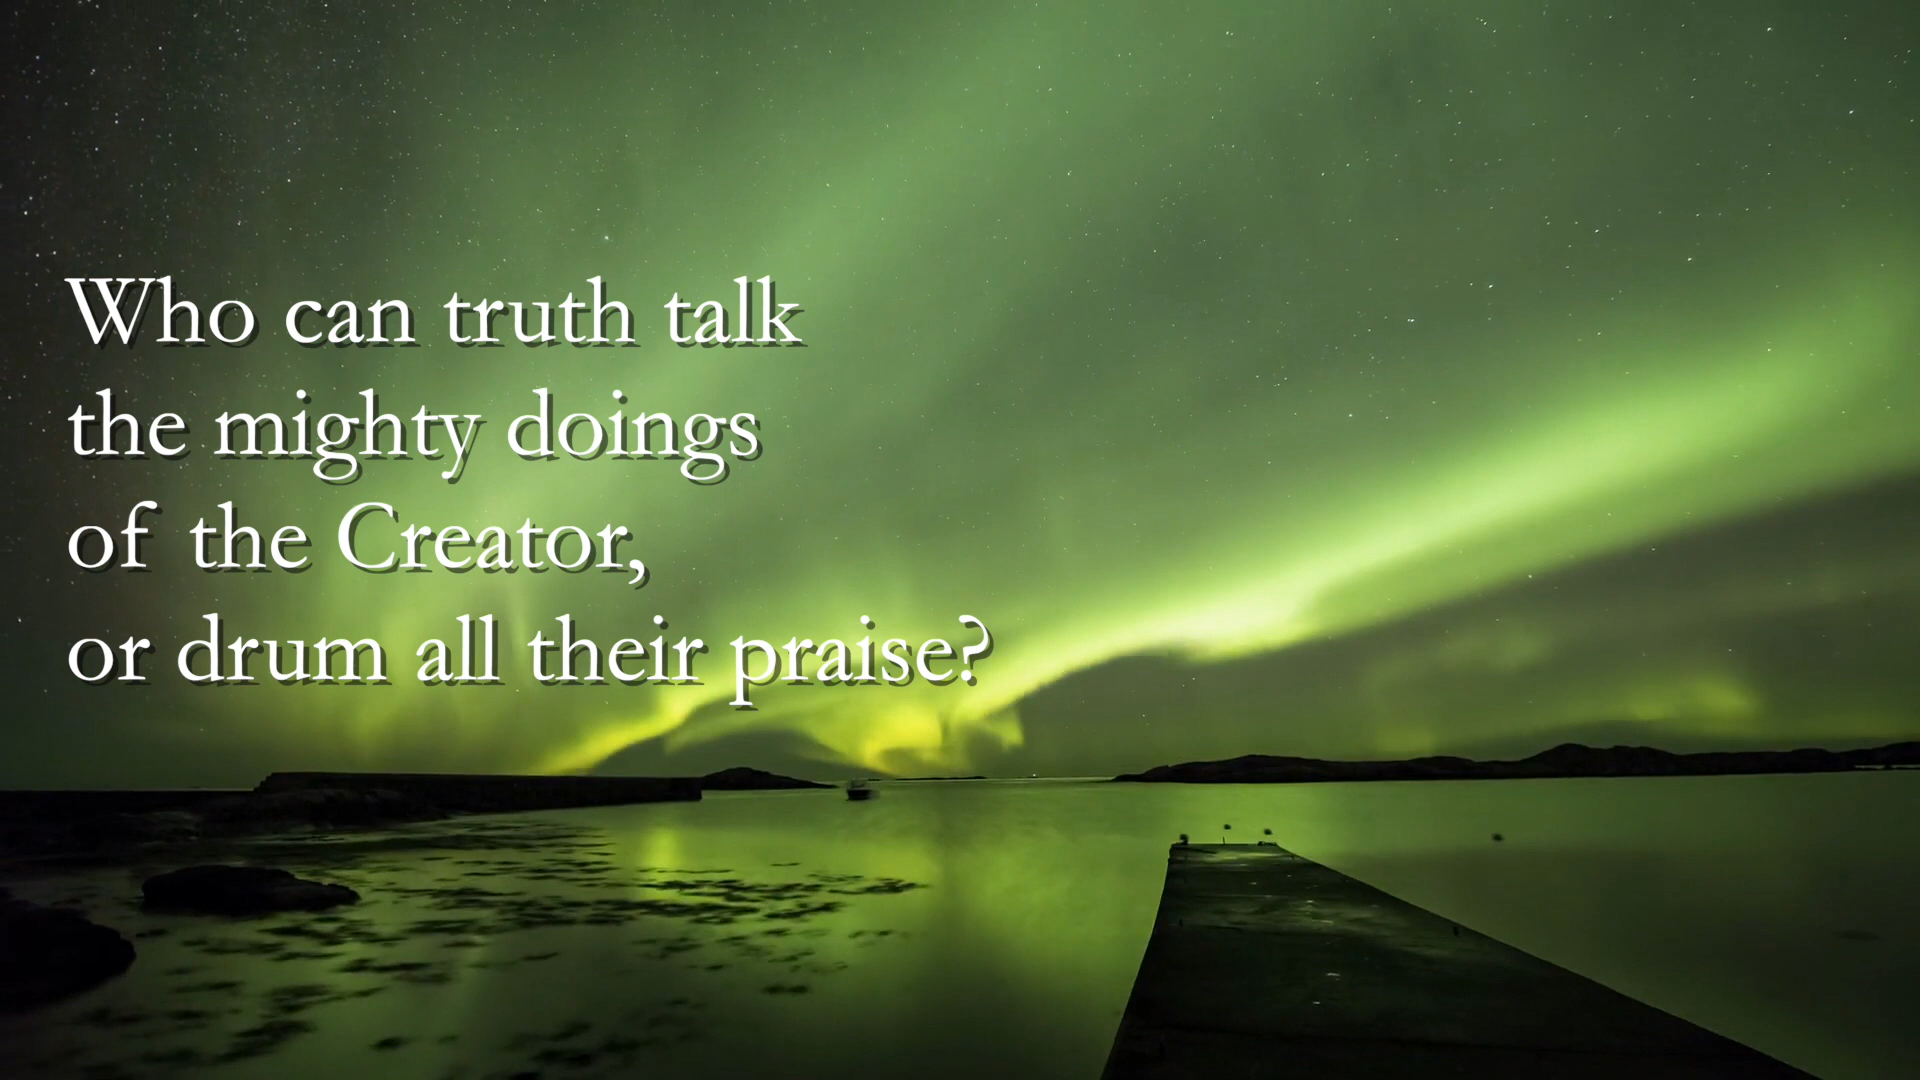 Who can truth talk
the mighty doings
of the Creator,
or drum all their praise?